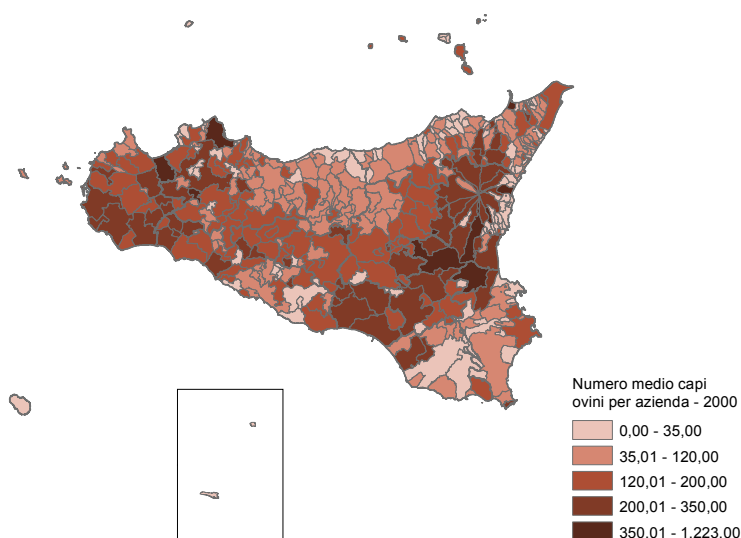 Numero medio capi
ovini per azienda - 2000
0,00 - 35,00
35,01 - 120,00
120,01 - 200,00
200,01 - 350,00
350,01 - 1.223,00